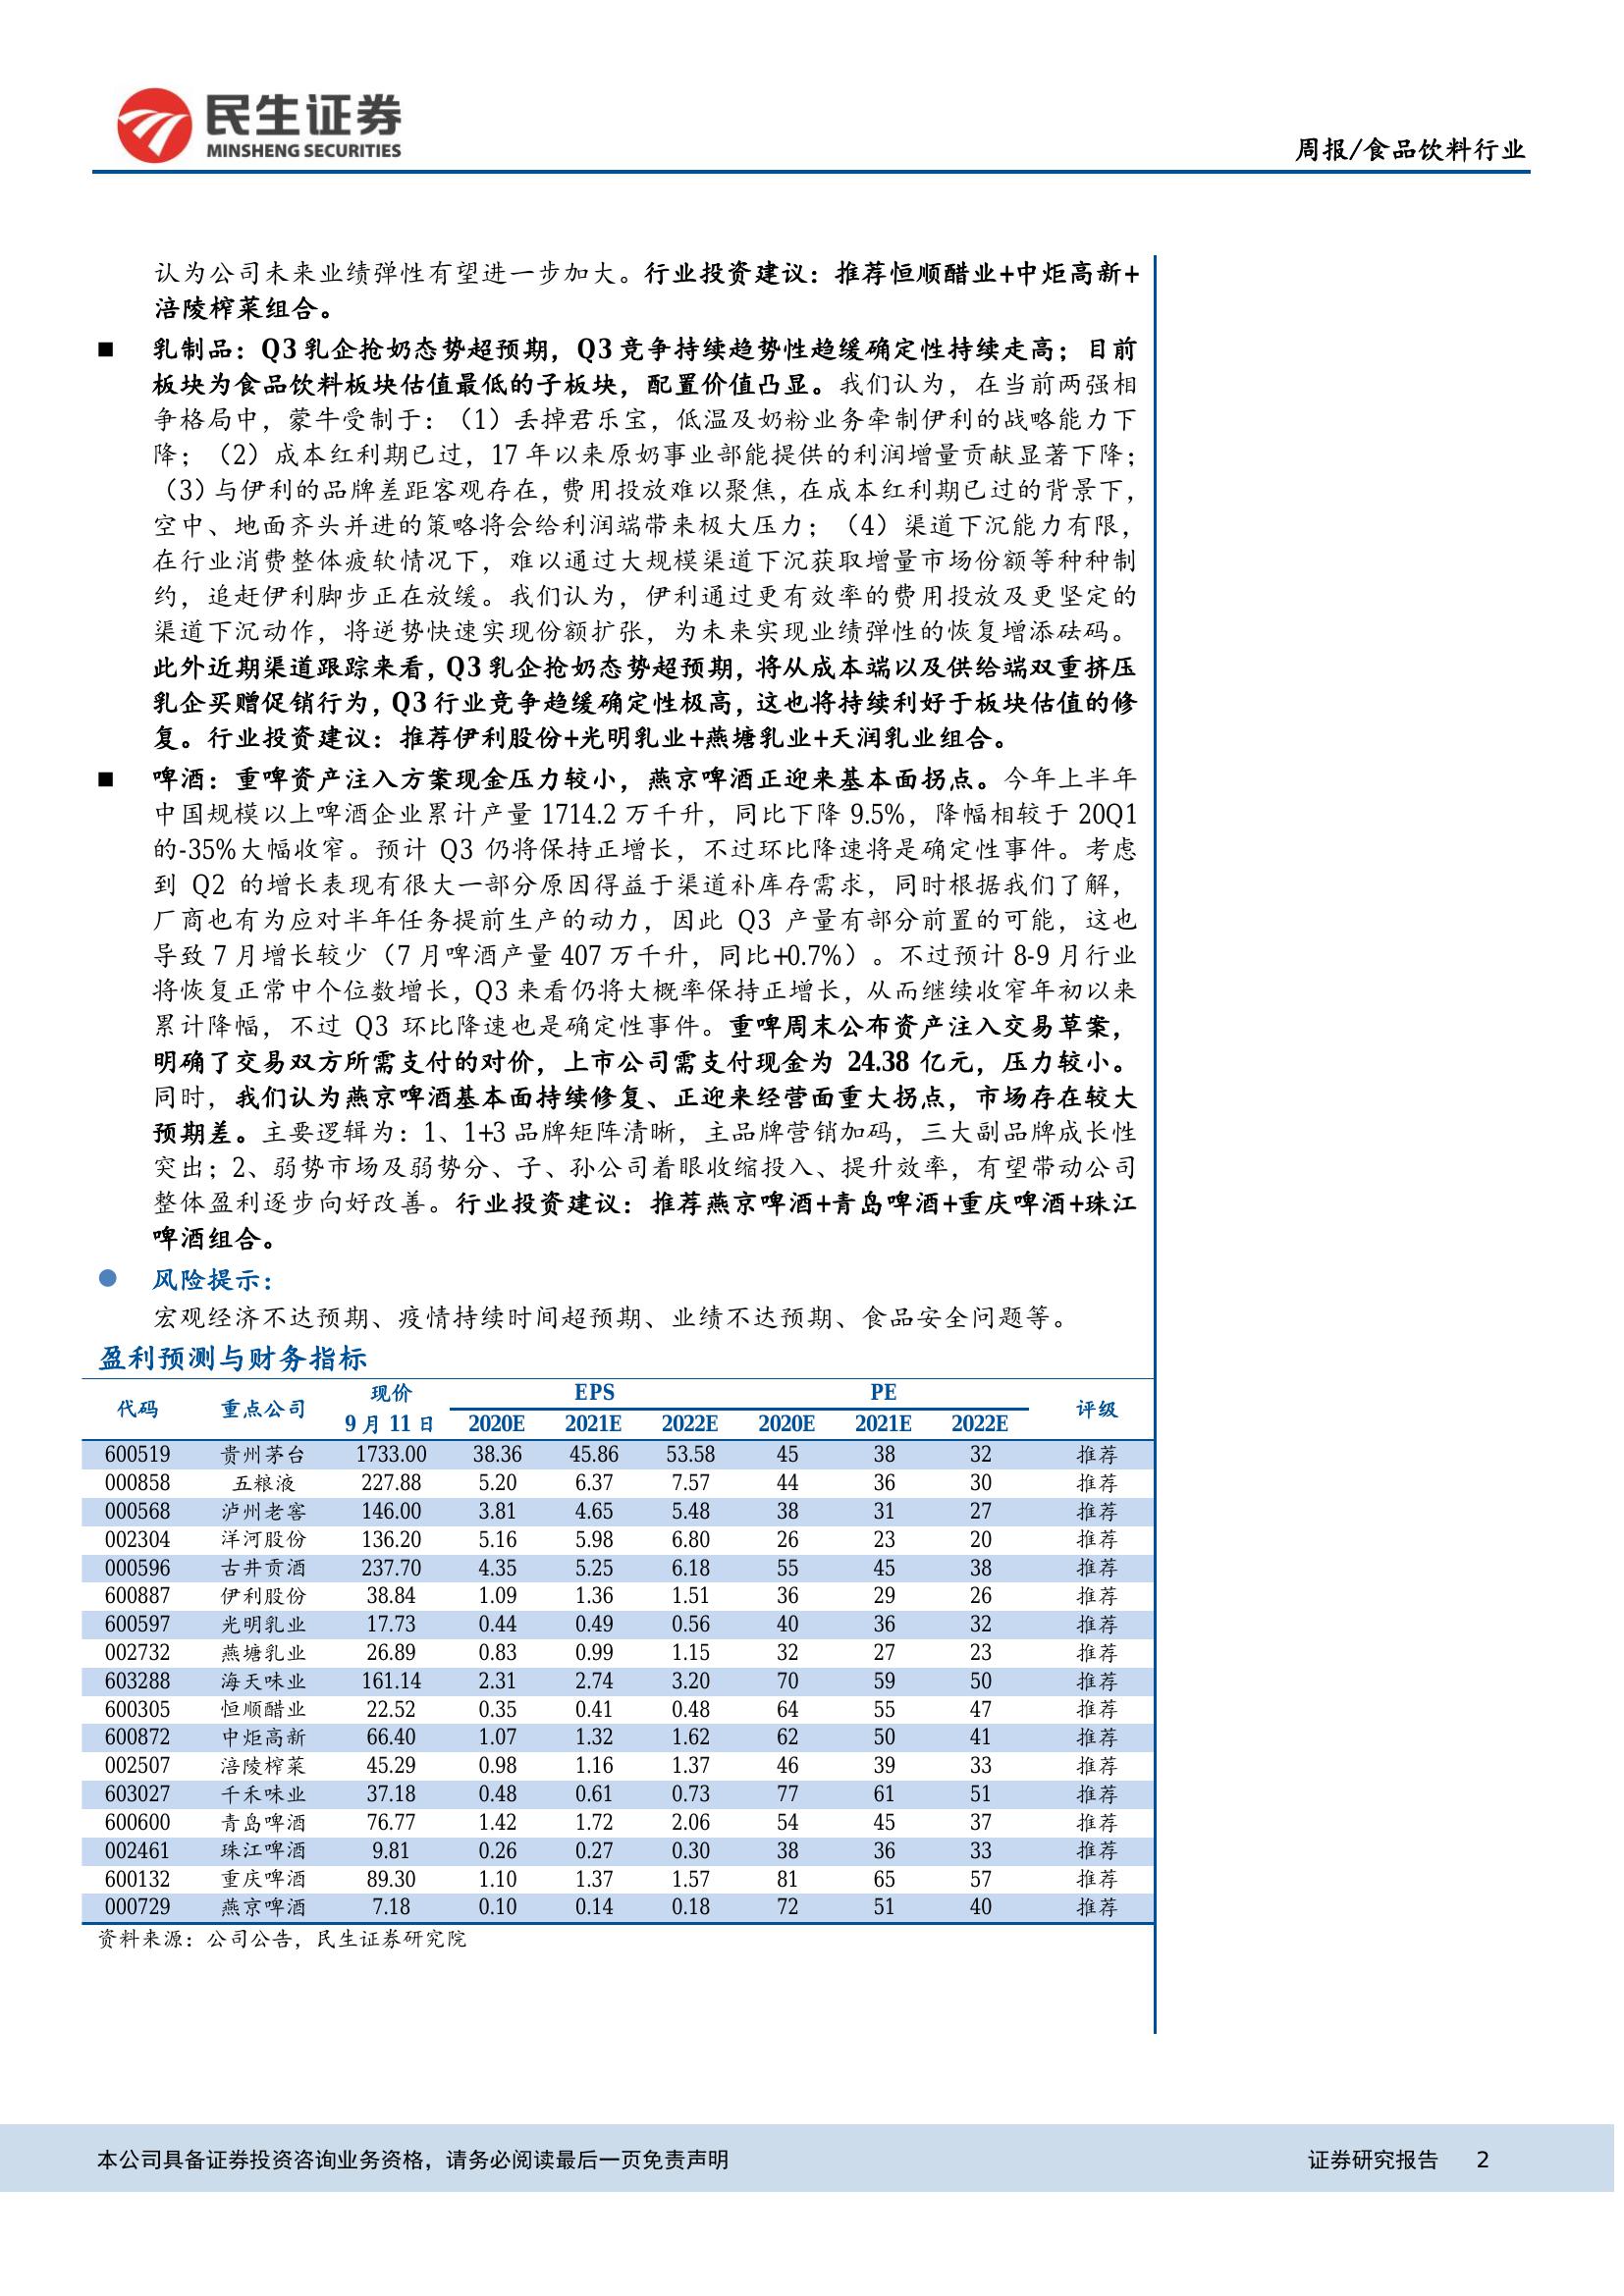 民生证券
MINSHENG SECURITIES
周报/食品饮料行业
认为公司未来业绩弹性有望进一步加大。行业投资建议：推荐恒顺醋业+中炬高新+
涪陵榨菜组合。
■ 乳制品：Q3 乳企抢奶态势超预期，Q3 竞争持续趋势性趋缓确定性持续走高；目前
板块为食品饮料板块估值最低的子板块，配置价值凸显。我们认为，在当前两强相
争格局中，蒙牛受制于：（1）丢掉君乐宝，低温及奶粉业务牵制伊利的战略能力下
降；（2）成本红利期已过，17 年以来原奶事业部能提供的利润增量贡献显著下降；
（3）与伊利的品牌差距客观存在，费用投放难以聚焦，在成本红利期已过的背景下，
空中、地面齐头并进的策略将会给利润端带来极大压力；（4）渠道下沉能力有限，
在行业消费整体疲软情况下，难以通过大规模渠道下沉获取增量市场份额等种种制
约，追赶伊利脚步正在放缓。我们认为，伊利通过更有效率的费用投放及更坚定的
渠道下沉动作，将逆势快速实现份额扩张，为未来实现业绩弹性的恢复增添砝码。
此外近期渠道跟踪来看，Q3 乳企抢奶态势超预期，将从成本端以及供给端双重挤压
乳企买赠促销行为，Q3 行业竞争趋缓确定性极高，这也将持续利好于板块估值的修
复。行业投资建议：推荐伊利股份+光明乳业+燕塘乳业+天润乳业组合。
■ 啤酒：重啤资产注入方案现金压力较小，燕京啤酒正迎来基本面拐点。今年上半年
中国规模以上啤酒企业累计产量 1714.2 万千升，同比下降 9.5%，降幅相较于 20Q1
的-35%大幅收窄。预计 Q3 仍将保持正增长，不过环比降速将是确定性事件。考虑
到 Q2 的增长表现有很大一部分原因得益于渠道补库存需求，同时根据我们了解，
厂商也有为应对半年任务提前生产的动力，因此 Q3 产量有部分前置的可能，这也
导致 7 月增长较少（7 月啤酒产量 407 万千升，同比+0.7%）。不过预计 8-9 月行业
将恢复正常中个位数增长，Q3 来看仍将大概率保持正增长，从而继续收窄年初以来
累计降幅，不过 Q3 环比降速也是确定性事件。重啤周末公布资产注入交易草案，
明确了交易双方所需支付的对价，上市公司需支付现金为 24.38 亿元，压力较小。
同时，我们认为燕京啤酒基本面持续修复、正迎来经营面重大拐点，市场存在较大
预期差。主要逻辑为：1、1+3 品牌矩阵清晰，主品牌营销加码，三大副品牌成长性
突出；2、弱势市场及弱势分、子、孙公司着眼收缩投入、提升效率，有望带动公司
整体盈利逐步向好改善。行业投资建议：推荐燕京啤酒+青岛啤酒+重庆啤酒+珠江
啤酒组合。
● 风险提示：
宏观经济不达预期、疫情持续时间超预期、业绩不达预期、食品安全问题等。
盈利预测与财务指标
代码 重点公司 现价 EPS PE 评级
9 月 11 日 2020E 2021E 2022E 2020E 2021E 2022E
600519 贵州茅台 1733.00 38.36 45.86 53.58 45 38 32 推荐
000858 五粮液 227.88 5.20 6.37 7.57 44 36 30 推荐
000568 泸州老窖 146.00 3.81 4.65 5.48 38 31 27 推荐
002304 洋河股份 136.20 5.16 5.98 6.80 26 23 20 推荐
000596 古井贡酒 237.70 4.35 5.25 6.18 55 45 38 推荐
600887 伊利股份 38.84 1.09 1.36 1.51 36 29 26 推荐
600597 光明乳业 17.73 0.44 0.49 0.56 40 36 32 推荐
002732 燕塘乳业 26.89 0.83 0.99 1.15 32 27 23 推荐
603288 海天味业 161.14 2.31 2.74 3.20 70 59 50 推荐
600305 恒顺醋业 22.52 0.35 0.41 0.48 64 55 47 推荐
600872 中炬高新 66.40 1.07 1.32 1.62 62 50 41 推荐
002507 涪陵榨菜 45.29 0.98 1.16 1.37 46 39 33 推荐
603027 千禾味业 37.18 0.48 0.61 0.73 77 61 51 推荐
600600 青岛啤酒 76.77 1.42 1.72 2.06 54 45 37 推荐
002461 珠江啤酒 9.81 0.26 0.27 0.30 38 36 33 推荐
600132 重庆啤酒 89.30 1.10 1.37 1.57 81 65 57 推荐
000729 燕京啤酒 7.18 0.10 0.14 0.18 72 51 40 推荐
资料来源：公司公告，民生证券研究院
本公司具备证券投资咨询业务资格，请务必阅读最后一页免责声明 证券研究报告 2